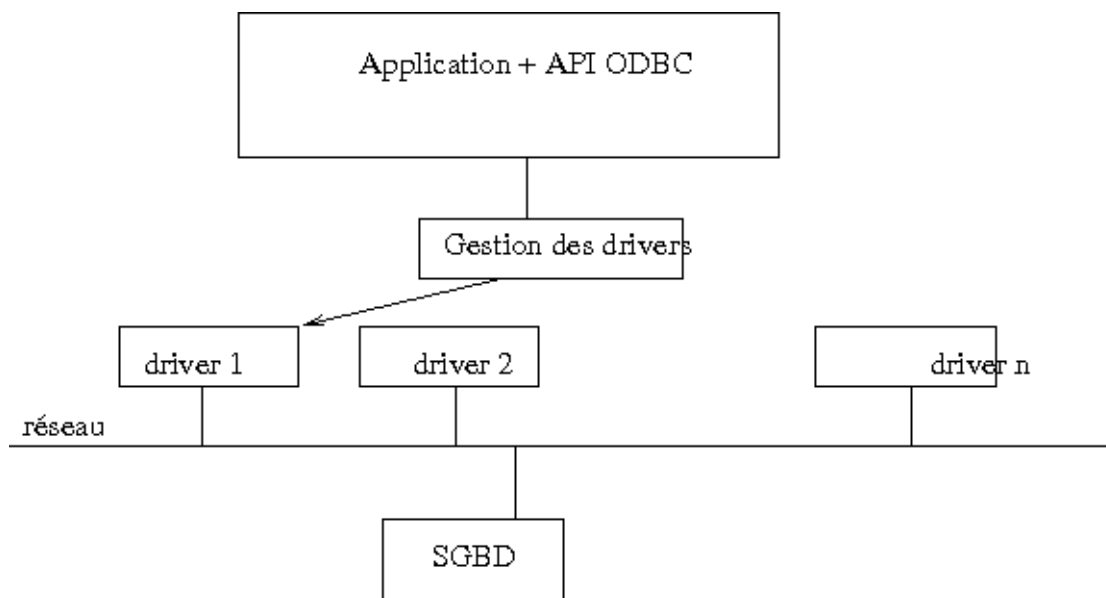 Application + API ODBC
Gestion des drivers
driver 1
driver 2
driver n
réseau
SGBD